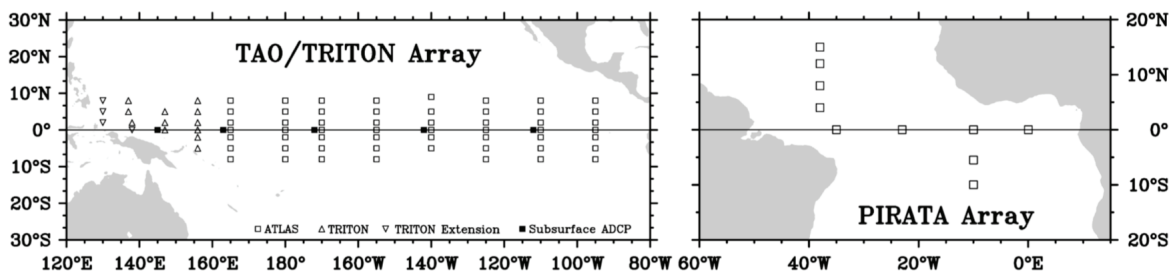 TAO/TRITON Array
30°N
20°N
10°N
0°
10°S
20°S
30°S
□ ATLAS △ TRITON ▽ TRITON Extension ■ Subsurface ADCP
120°E 140°E 160°E 180° 160°W 140°W 120°W 100°W 80°W
PIRATA Array
20°N
10°N
0°
10°S
20°S
60°W 40°W 20°W 0°E